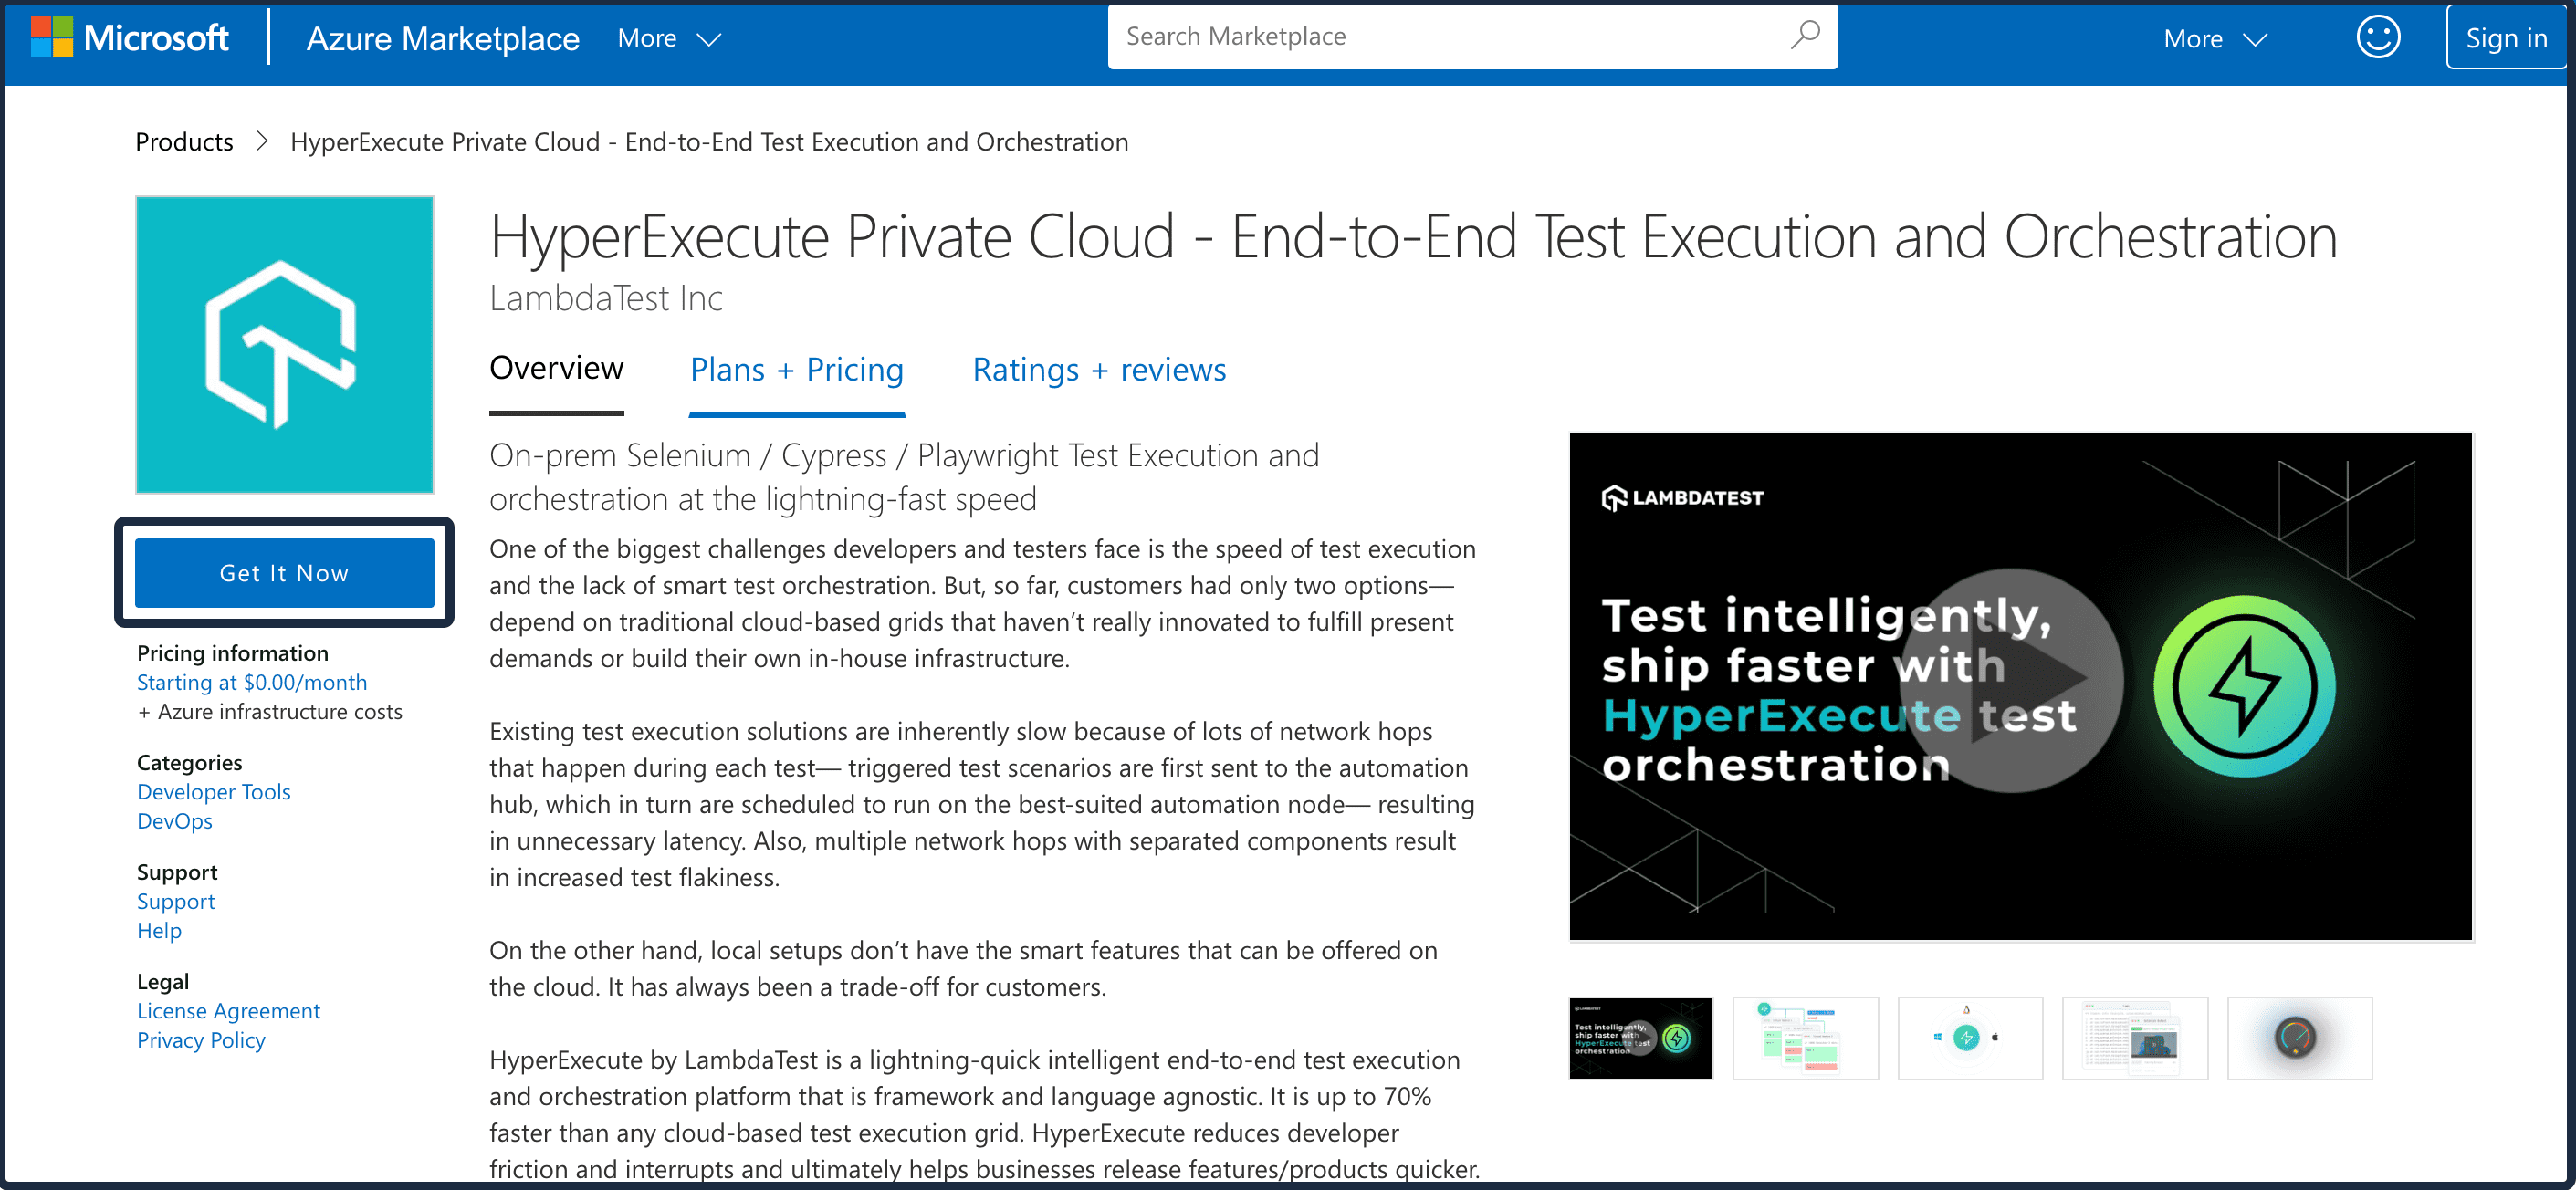 Microsoft
Azure Marketplace
More
Search Marketplace
More
Sign in
Products
HyperExecute Private Cloud - End-to-End Test Execution and Orchestration
HyperExecute Private Cloud - End-to-End Test Execution and Orchestration
LambdaTest Inc
Overview
Plans + Pricing
Ratings + reviews
Get It Now
Pricing information
Starting at $0.00/month
+ Azure infrastructure costs
Categories
Developer Tools
DevOps
Support
Support
Help
Legal
License Agreement
Privacy Policy
On-prem Selenium / Cypress / Playwright Test Execution and
orchestration at the lightning-fast speed
One of the biggest challenges developers and testers face is the speed of test execution
and the lack of smart test orchestration. But, so far, customers had only two options—
depend on traditional cloud-based grids that haven’t really innovated to fulfill present
demands or build their own in-house infrastructure.
Existing test execution solutions are inherently slow because of lots of network hops
that happen during each test— triggered test scenarios are first sent to the automation
hub, which in turn are scheduled to run on the best-suited automation node— resulting
in unnecessary latency. Also, multiple network hops with separated components result
in increased test flakiness.
On the other hand, local setups don’t have the smart features that can be offered on
the cloud. It has always been a trade-off for customers.
HyperExecute by LambdaTest is a lightning-quick intelligent end-to-end test execution
and orchestration platform that is framework and language agnostic. It is up to 70%
faster than any cloud-based test execution grid. HyperExecute reduces developer
friction and interrupts and ultimately helps businesses release features/products quicker.
LAMBDATEST
Test intelligently,
ship faster with
HyperExecute test
orchestration
Test intelligently,
ship faster with
HyperExecute test
orchestration